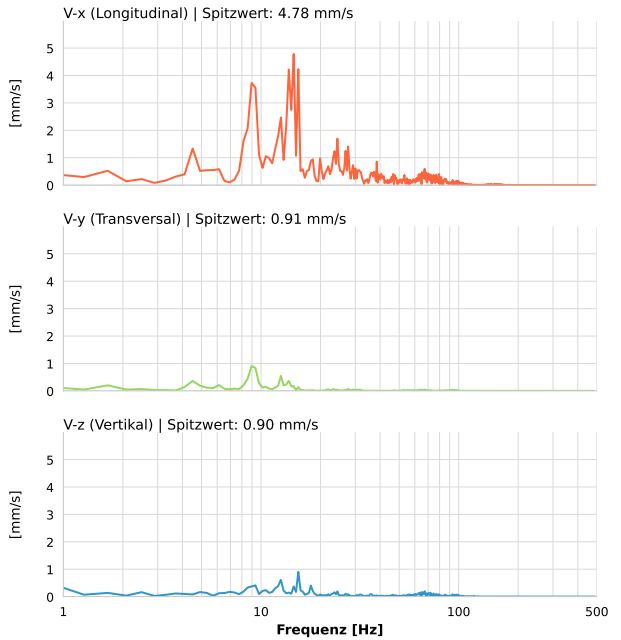 V-x (Longitudinal) | Spitzwert: 4.78 mm/s
5
4
3
2
1
0
[mm/s]
V-y (Transversal) | Spitzwert: 0.91 mm/s
5
4
3
2
1
0
[mm/s]
V-z (Vertikal) | Spitzwert: 0.90 mm/s
5
4
3
2
1
0
[mm/s]
1 10 100 500
Frequenz [Hz]